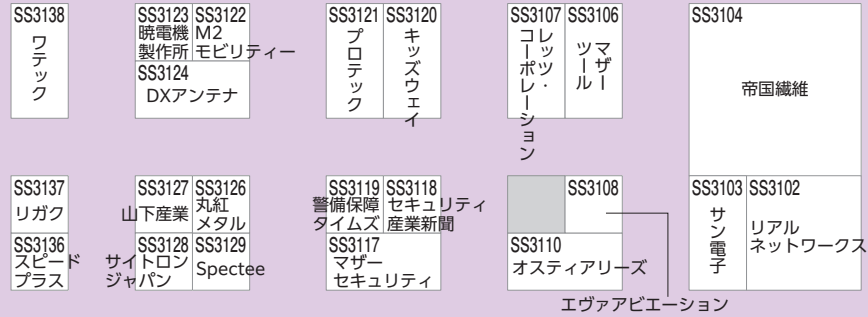 SS3138
ワテック
SS3123
暁電機
製作所
SS3122
M2
モビリティー
SS3124
DXアンテナ
SS3121
プロテック
SS3120
キッズウェイ
SS3107
レッツ・
コーポレーション
SS3106
マザー
ツール
SS3104
帝国繊維
SS3137
リガク
SS3136
スピード
プラス
SS3127
山下産業
SS3126
丸紅
メタル
SS3128
サイトロン
ジャパン
SS3129
Spectee
SS3119
警備保障
タイムズ
SS3118
セキュリティ
産業新聞
SS3117
マザー
セキュリティ
SS3108
SS3110
オスティアリーズ
エヴァアビエーション
SS3103
サン電子
SS3102
リアル
ネットワークス